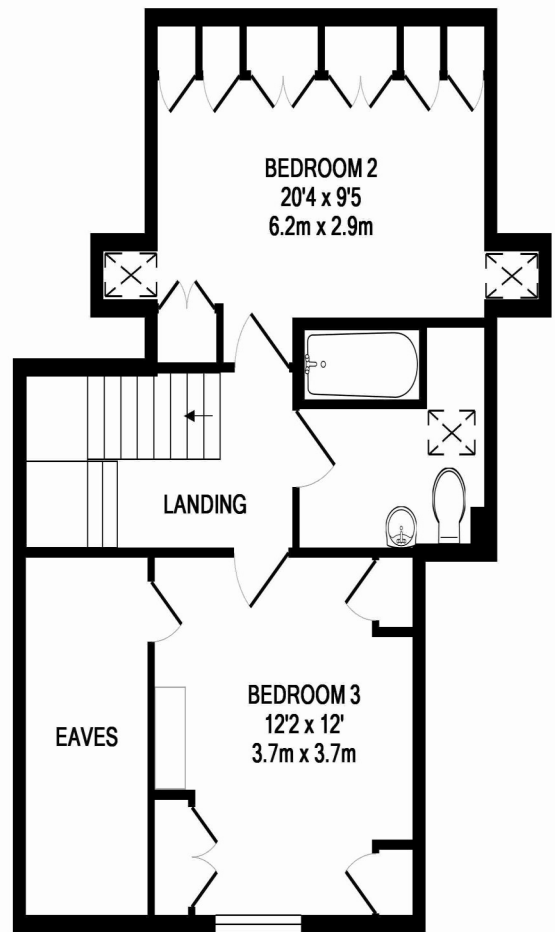 BEDROOM 2
20'4 x 9'5
6.2m x 2.9m
LANDING
BEDROOM 3
12'2 x 12'
3.7m x 3.7m
EAVES